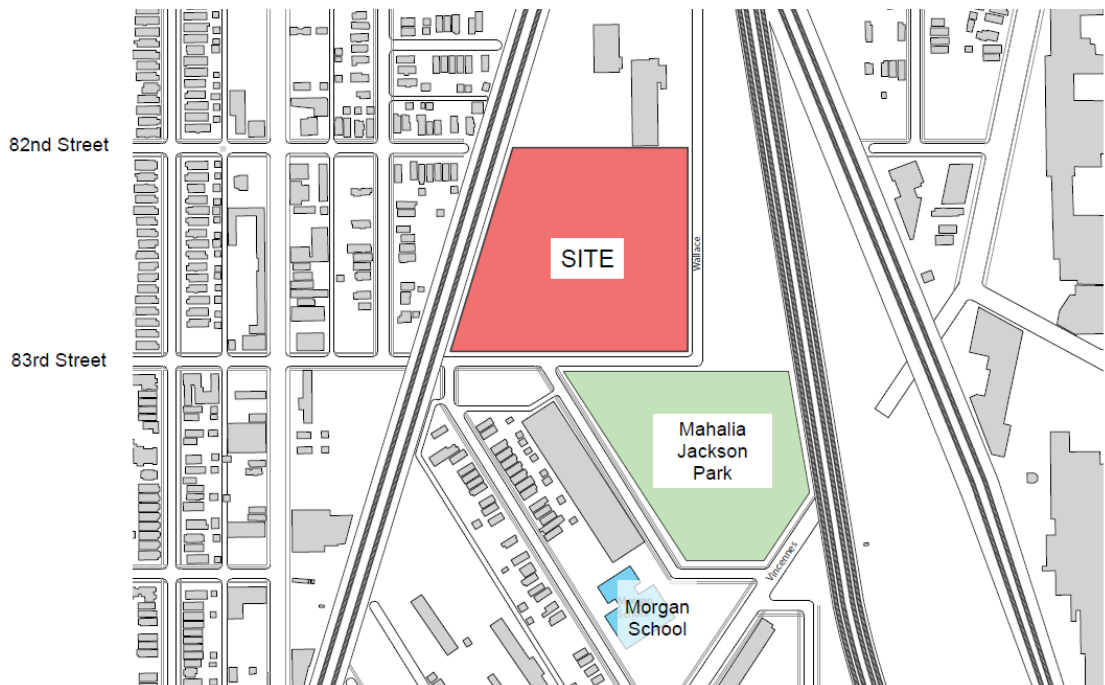 82nd Street
SITE
Wallace
83rd Street
Mahalia
Jackson
Park
Vincennes
Morgan
School